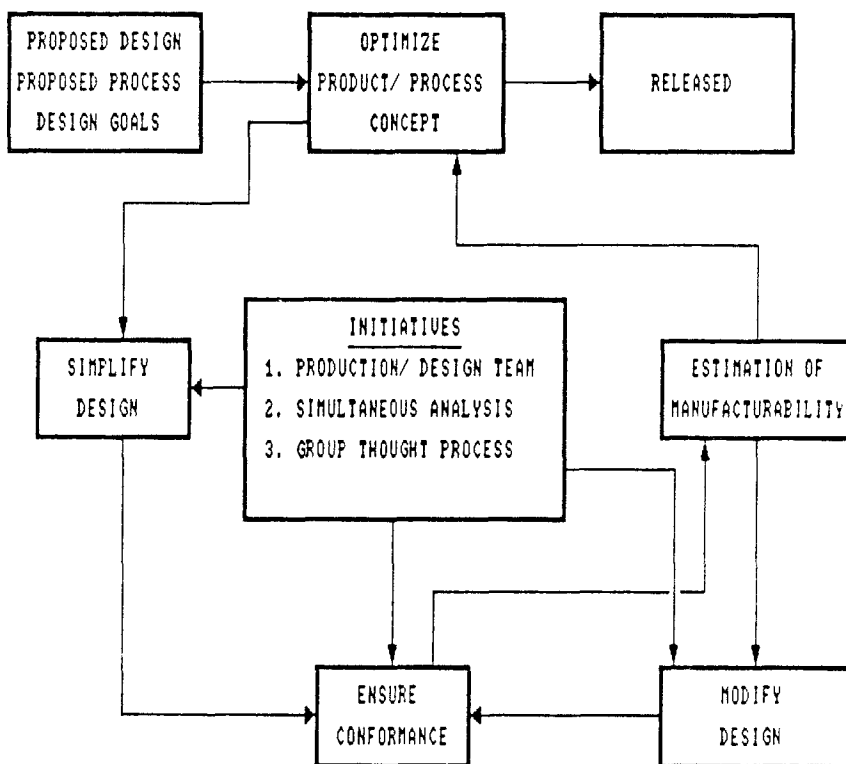 PROPOSED DESIGN
PROPOSED PROCESS
DESIGN GOALS
OPTIMIZE
PRODUCT/ PROCESS
CONCEPT
RELEASED
SIMPLIFY
DESIGN
INITIATIVES
1. PRODUCTION/ DESIGN TEAM
2. SIMULTANEOUS ANALYSIS
3. GROUP THOUGHT PROCESS
ESTIMATION OF
MANUFACTURABILITY
ENSURE
CONFORMANCE
MODIFY
DESIGN